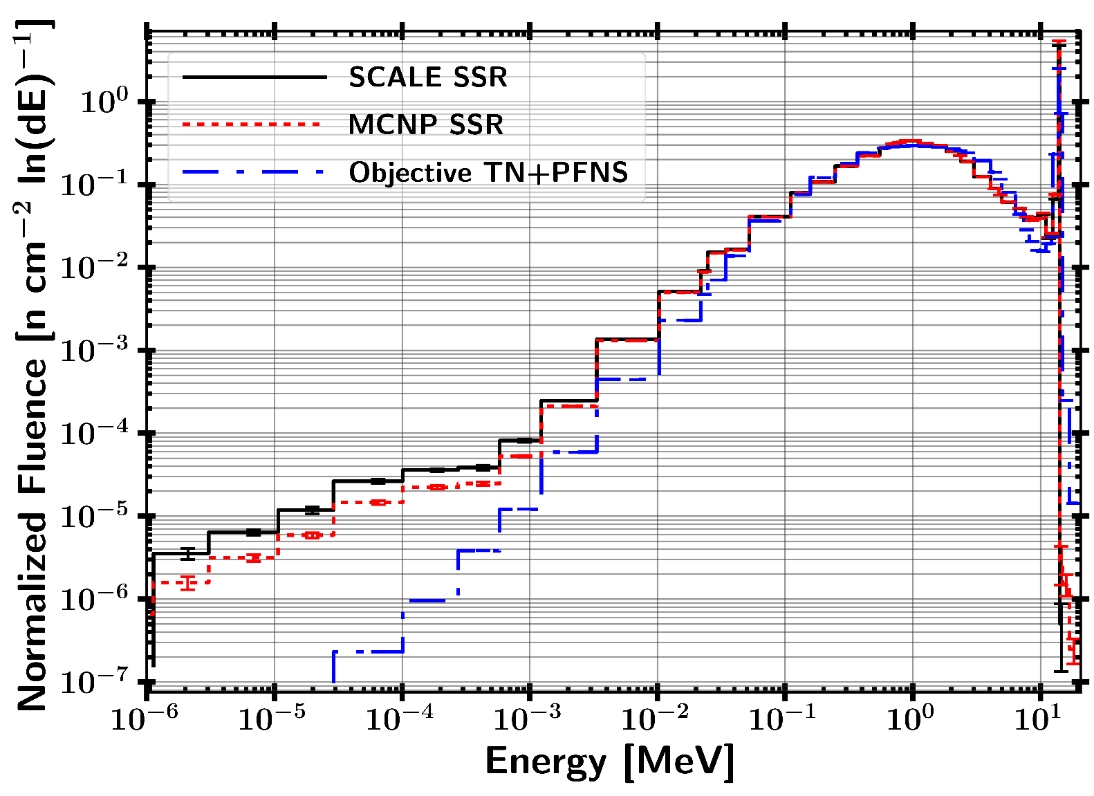 Normalized Fluence [n cm⁻² ln(dE)⁻¹]
SCALE SSR
MCNP SSR
Objective TN+PFNS
10⁰
10⁻¹
10⁻²
10⁻³
10⁻⁴
10⁻⁵
10⁻⁶
10⁻⁷
10⁻⁶ 10⁻⁵ 10⁻⁴ 10⁻³ 10⁻² 10⁻¹ 10⁰ 10¹
Energy [MeV]